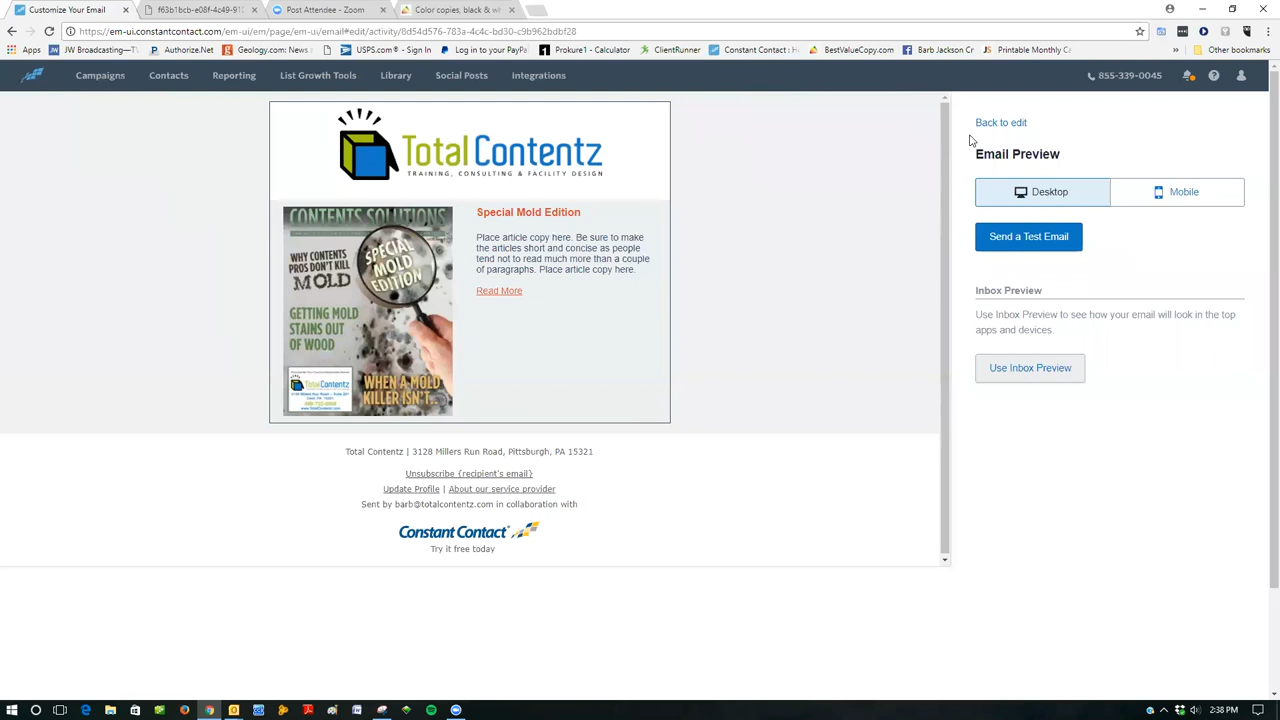 Customize Your Email
f63b1bcb-e08f-4c49-91
Post Attendee - Zoom
Color copies, black & w
https://em-ui.constantcontact.com/em-ui/em/page/em-ui/email#edit/activity/8d54d576-783a-4c4c-bd30-c9b962bdbf28
Apps
JW Broadcasting—TV
Authorize.Net
Geology.com: News
USPS.com® - Sign In
Log in to your PayPal
Prokure1 - Calculator
ClientRunner
Constant Contact : H
BestValueCopy.com
Barb Jackson Cr
Printable Monthly Ca
»
Other bookmarks
Campaigns
Contacts
Reporting
List Growth Tools
Library
Social Posts
Integrations
855-339-0045
Total Contentz
TRAINING, CONSULTING & FACILITY DESIGN
CONTENTS SOLUTIONS
WHY CONTENTS
PROS DON'T KILL
MOLD
SPECIAL
MOLD
EDITION
GETTING MOLD
STAINS OUT
OF WOOD
TotalContentz
www.TotalContentz.com
WHEN A MOLD
KILLER ISN'T..
Special Mold Edition
Place article copy here. Be sure to make
the articles short and concise as people
tend not to read much more than a couple
of paragraphs. Place article copy here.
Read More
Total Contentz | 3128 Millers Run Road, Pittsburgh, PA 15321
Unsubscribe {recipient's email}
Update Profile | About our service provider
Sent by barb@totalcontentz.com in collaboration with
Constant Contact®
Try it free today
Back to edit
Email Preview
Desktop
Mobile
Send a Test Email
Inbox Preview
Use Inbox Preview to see how your email will look in the top
apps and devices.
Use Inbox Preview
2:38 PM